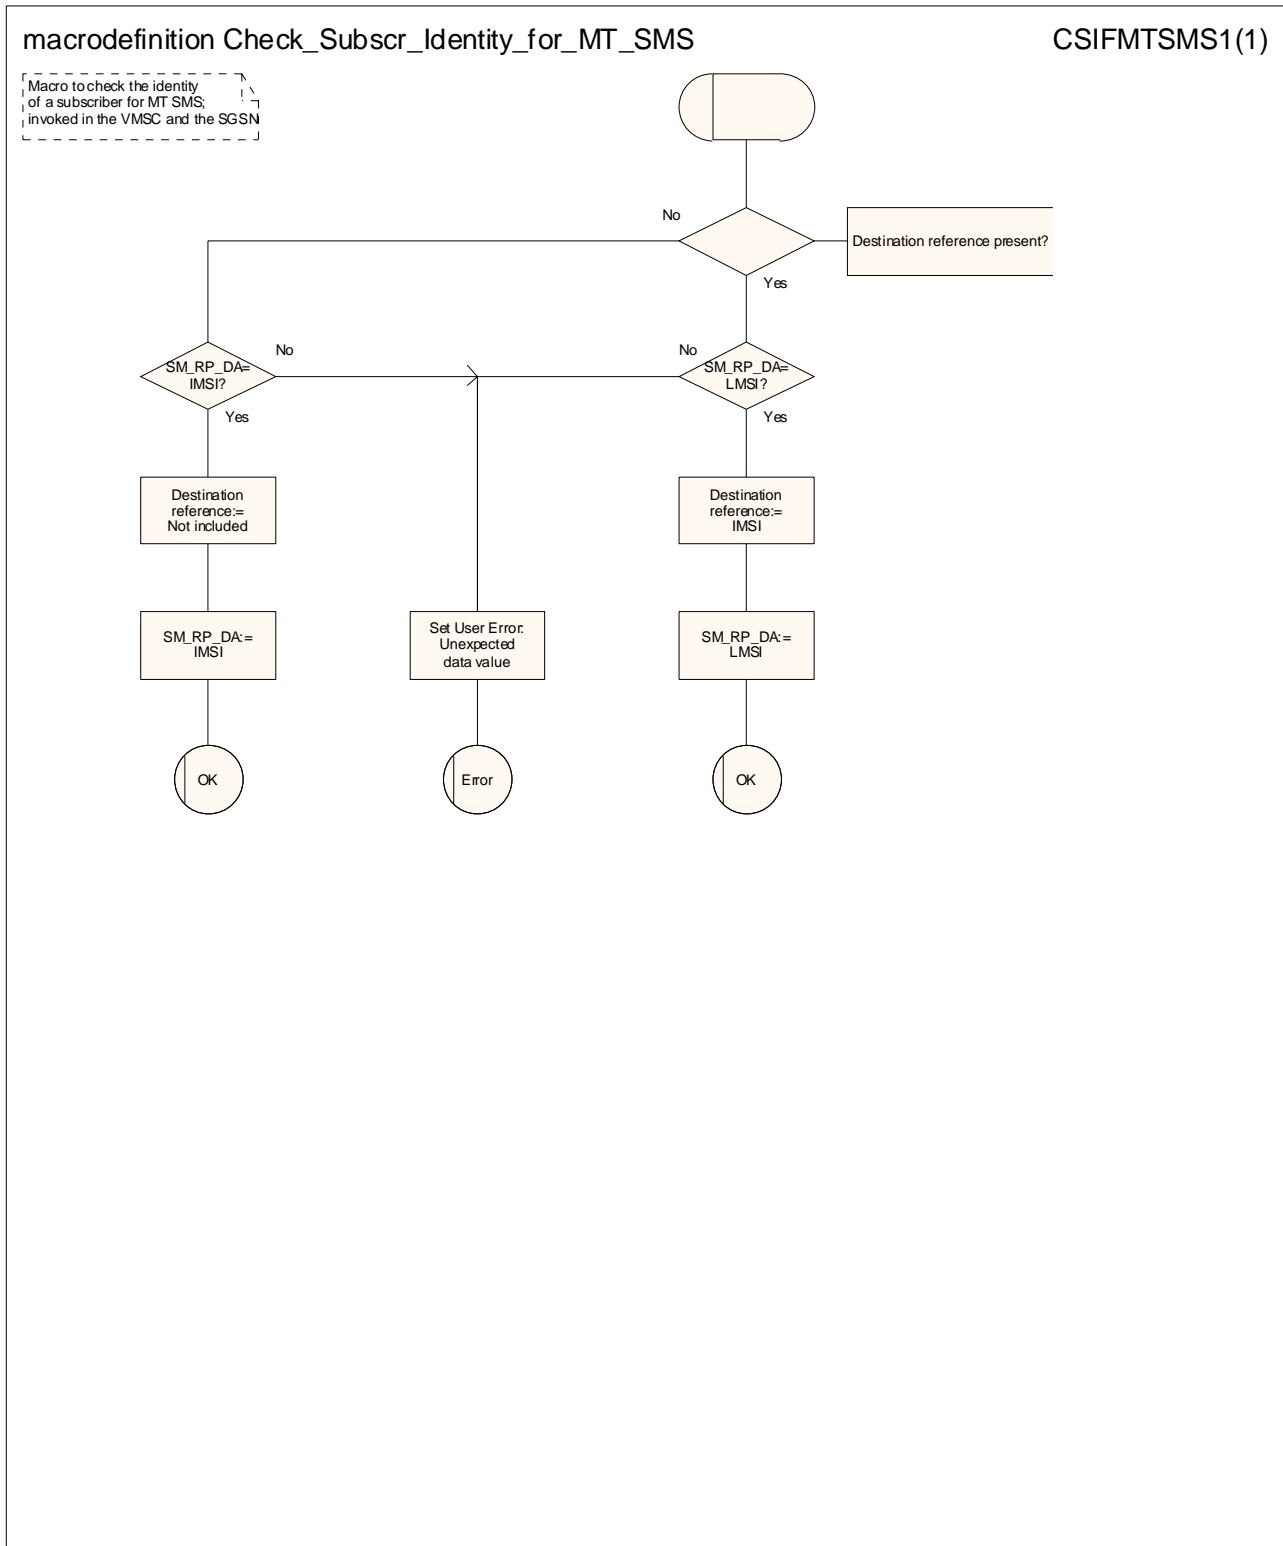 macrodefinition Check_Subscr_Identity_for_MT_SMS
CSIFMTSMS1(1)
Macro to check the identity
of a subscriber for MT SMS;
invoked in the VMSC and the SGSN
No
Destination reference present?
Yes
SM_RP_DA=
IMSI?
No
Yes
No
SM_RP_DA=
LMSI?
Yes
Destination
reference:=
Not included
Destination
reference:=
IMSI
SM_RP_DA:=
IMSI
Set User Error:
Unexpected
data value
SM_RP_DA:=
LMSI
OK
Error
OK